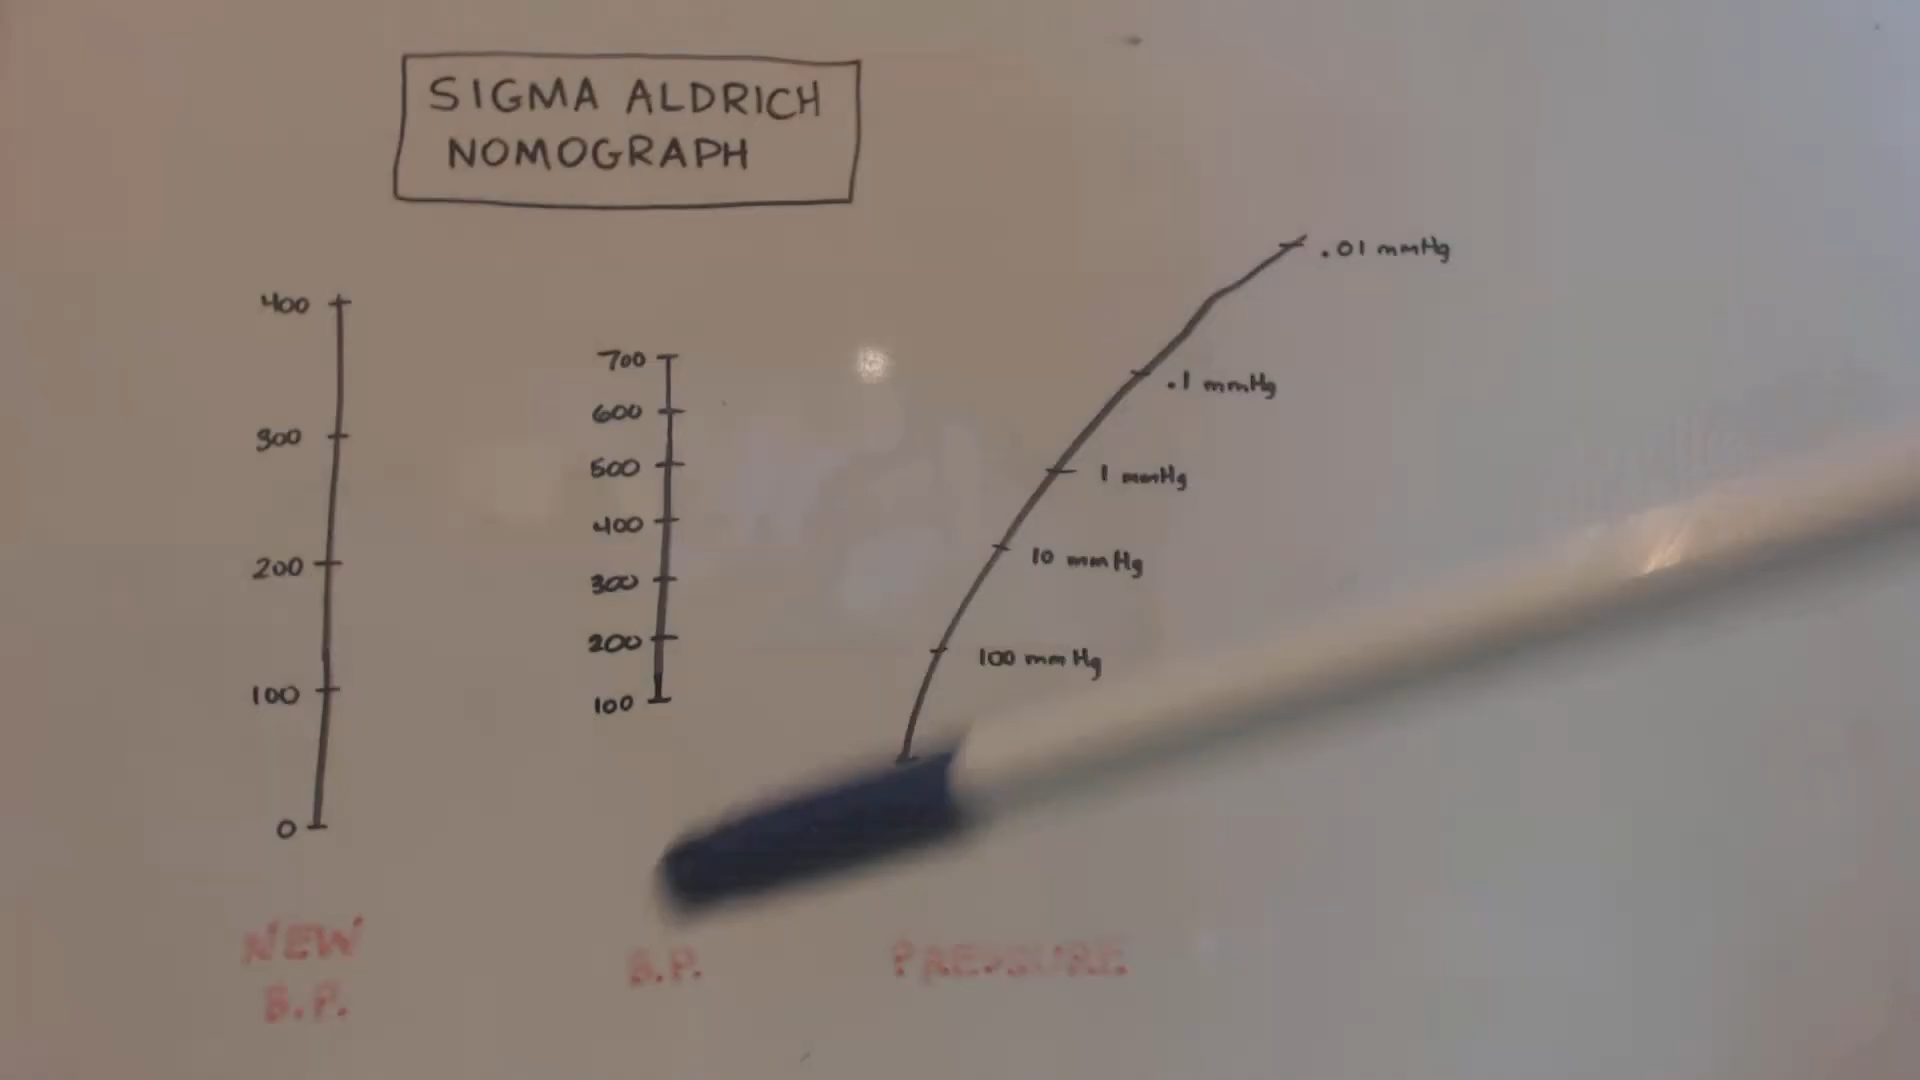 SIGMA ALDRICH
NOMOGRAPH
400
300
200
100
0
700
600
500
400
300
200
100
.01 mmHg
.1 mmHg
1 mmHg
10 mmHg
100 mmHg
NEW
B.P.
B.P.
PRESSURE